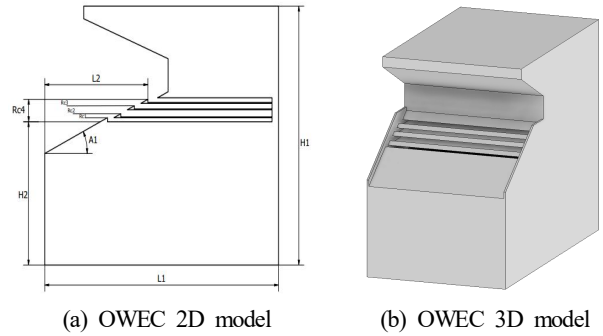 L2
Rc4
Rc3
Rc2
Rc1
A1
H1
H2
L1
(a) OWEC 2D model
(b) OWEC 3D model